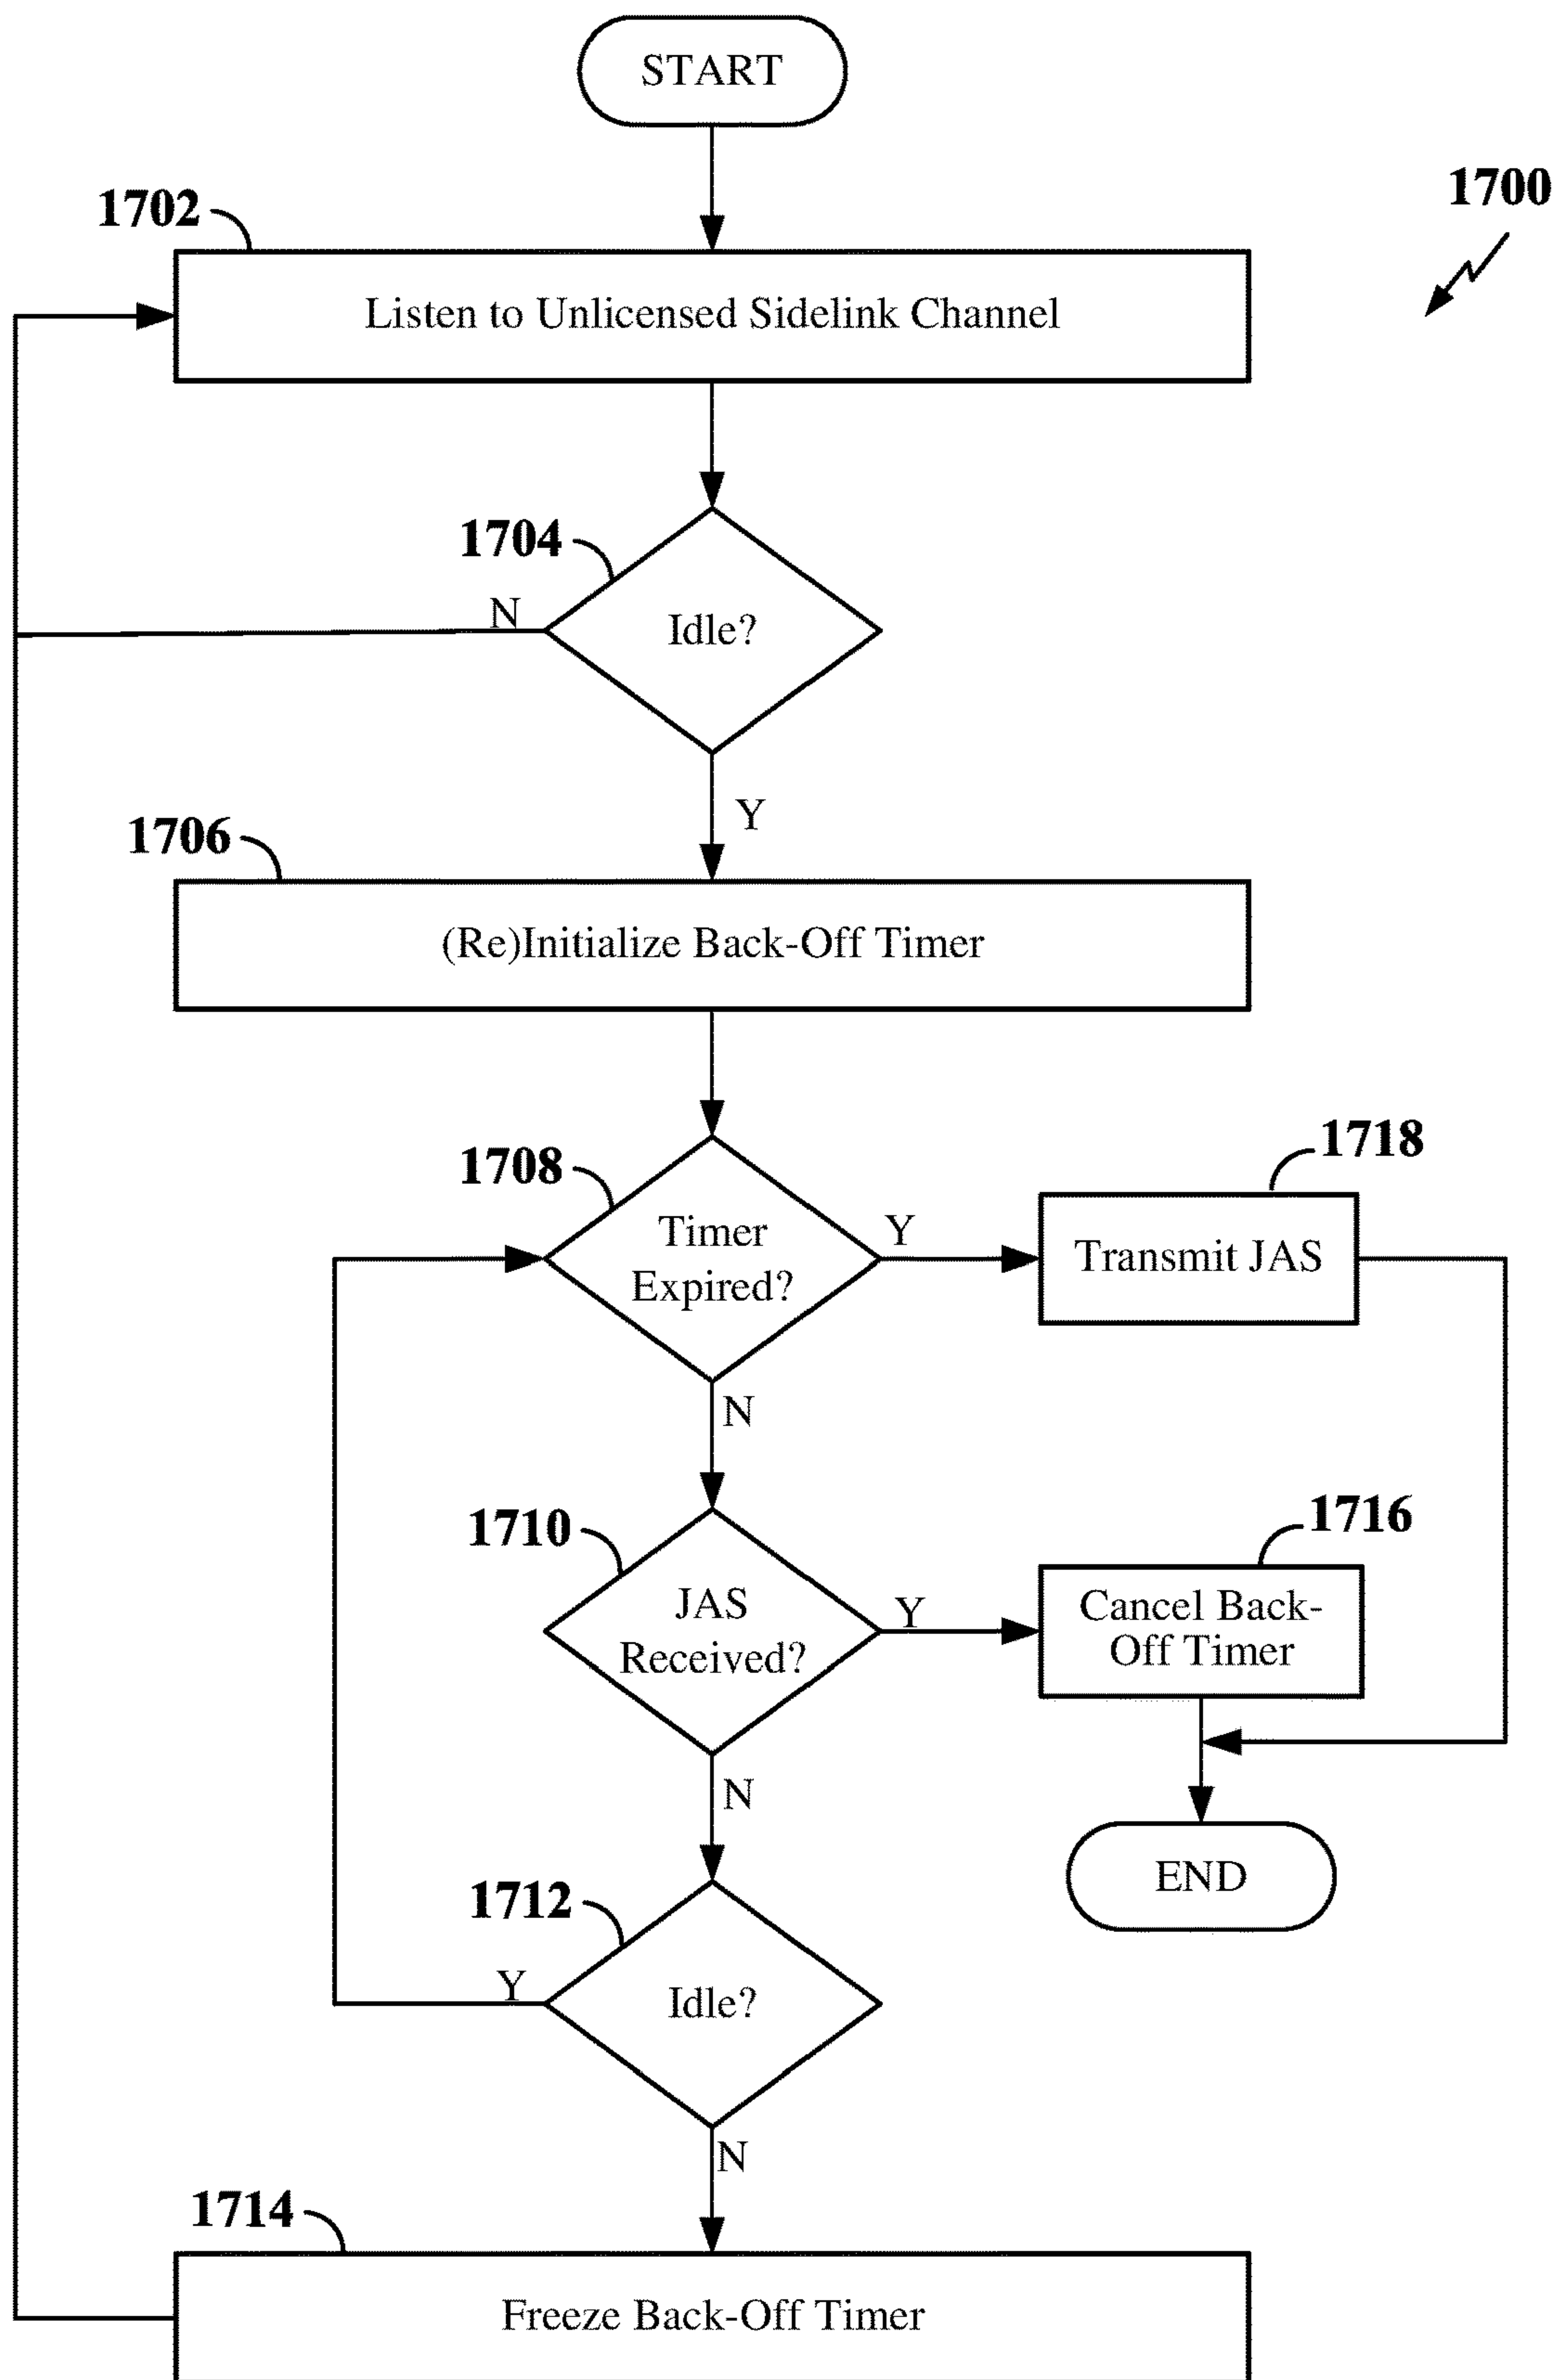 START
1700
1702
Listen to Unlicensed Sidelink Channel
1704
N
Idle?
Y
1706
(Re)Initialize Back-Off Timer
1708
Timer
Expired?
Y
1718
Transmit JAS
N
1710
JAS
Received?
Y
1716
Cancel Back-
Off Timer
N
END
1712
Y
Idle?
N
1714
Freeze Back-Off Timer